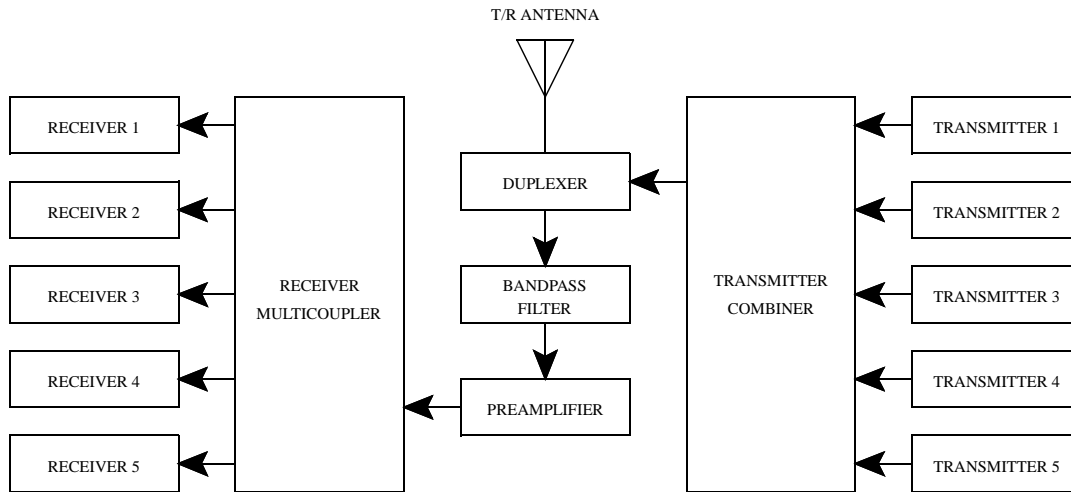 T/R ANTENNA
RECEIVER 1
RECEIVER 2
RECEIVER 3
RECEIVER 4
RECEIVER 5
RECEIVER
MULTICOUPLER
DUPLEXER
BANDPASS
FILTER
PREAMPLIFIER
TRANSMITTER
COMBINER
TRANSMITTER 1
TRANSMITTER 2
TRANSMITTER 3
TRANSMITTER 4
TRANSMITTER 5